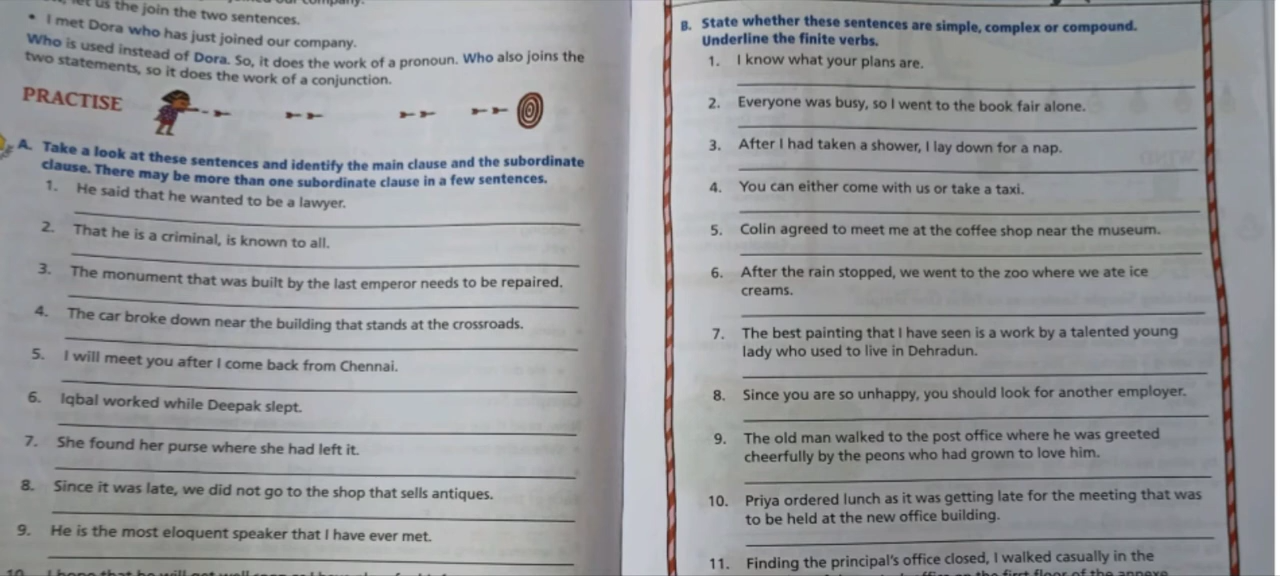 us the join the two sentences.
• I met Dora who has just joined our company.
Who is used instead of Dora. So, it does the work of a pronoun. Who also joins the
two statements, so it does the work of a conjunction.
PRACTISE
A. Take a look at these sentences and identify the main clause and the subordinate
clause. There may be more than one subordinate clause in a few sentences.
1. He said that he wanted to be a lawyer.
2. That he is a criminal, is known to all.
3. The monument that was built by the last emperor needs to be repaired.
4. The car broke down near the building that stands at the crossroads.
5. I will meet you after I come back from Chennai.
6. Iqbal worked while Deepak slept.
7. She found her purse where she had left it.
8. Since it was late, we did not go to the shop that sells antiques.
9. He is the most eloquent speaker that I have ever met.
10. I hope that he will get well soon
B. State whether these sentences are simple, complex or compound.
Underline the finite verbs.
1. I know what your plans are.
2. Everyone was busy, so I went to the book fair alone.
3. After I had taken a shower, I lay down for a nap.
4. You can either come with us or take a taxi.
5. Colin agreed to meet me at the coffee shop near the museum.
6. After the rain stopped, we went to the zoo where we ate ice
creams.
7. The best painting that I have seen is a work by a talented young
lady who used to live in Dehradun.
8. Since you are so unhappy, you should look for another employer.
9. The old man walked to the post office where he was greeted
cheerfully by the peons who had grown to love him.
10. Priya ordered lunch as it was getting late for the meeting that was
to be held at the new office building.
11. Finding the principal's office closed, I walked casually in the
on the first floor of the annexe